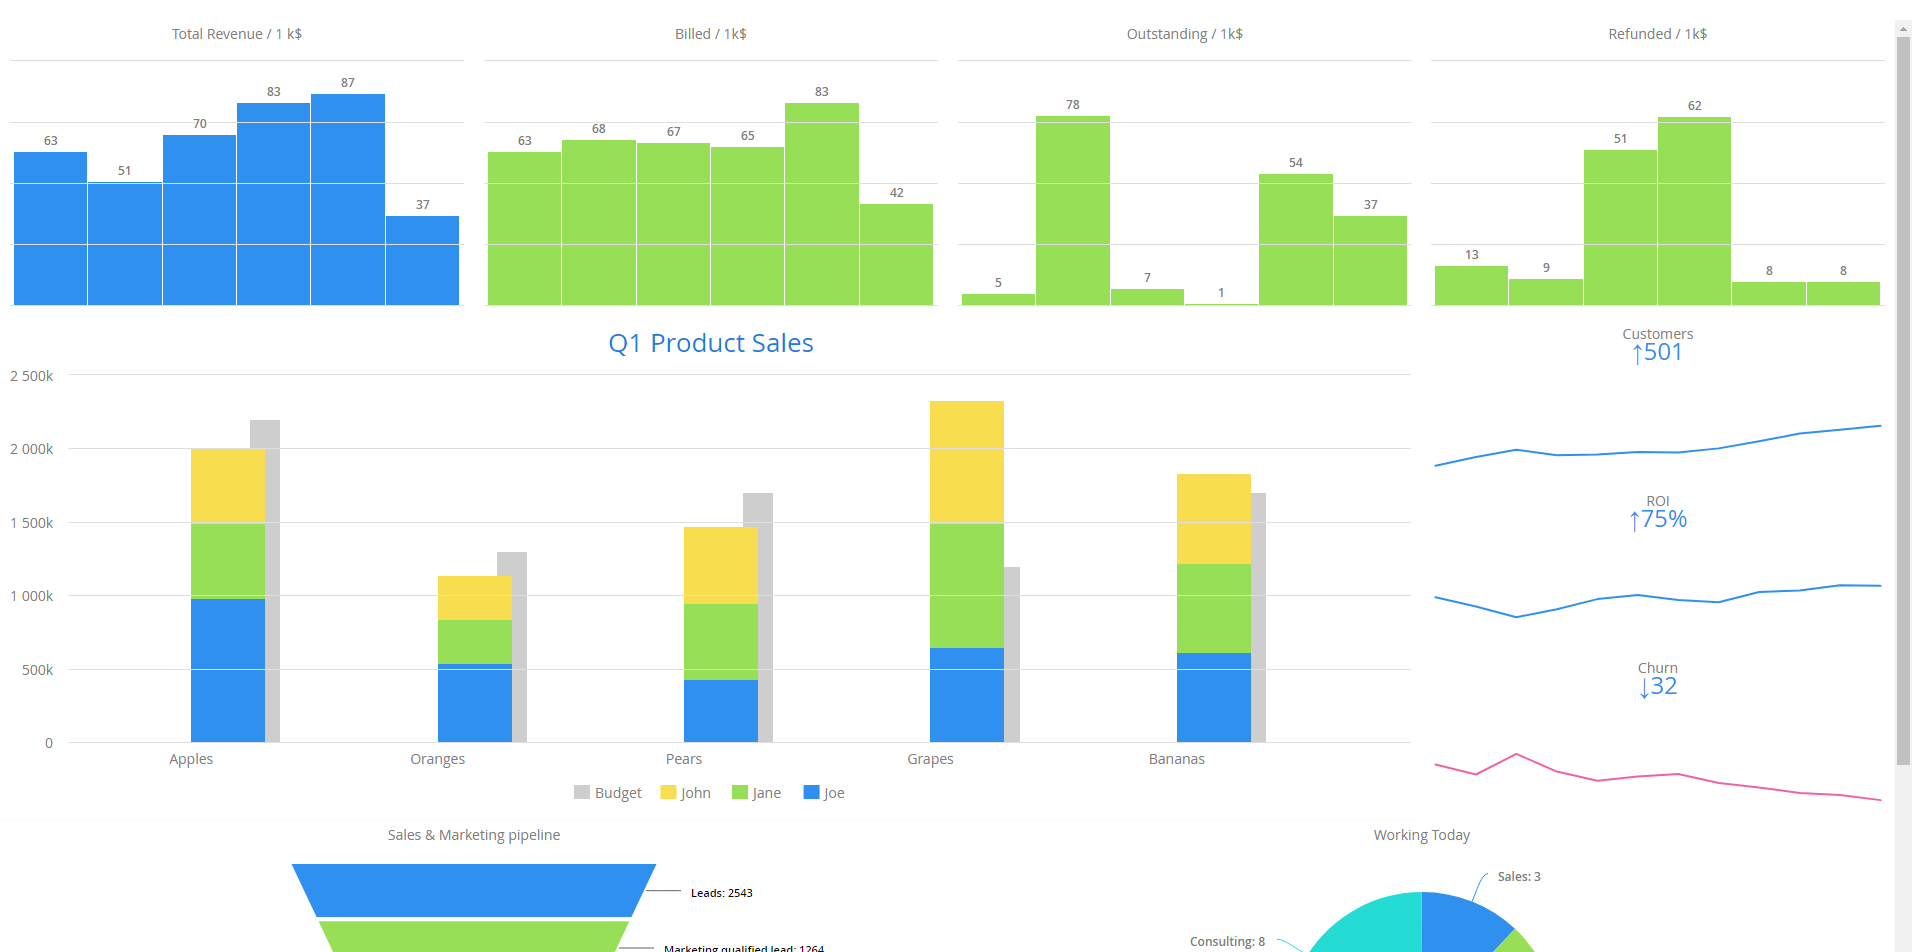 Total Revenue / 1 k$
63
51
70
83
87
37
Billed / 1k$
63
68
67
65
83
42
Outstanding / 1k$
5
78
7
1
54
37
Refunded / 1k$
13
9
51
62
8
8
Q1 Product Sales
2 500k
2 000k
1 500k
1 000k
500k
0
Apples
Oranges
Pears
Grapes
Bananas
Budget
John
Jane
Joe
Customers
↑501
ROI
↑75%
Churn
↓32
Sales & Marketing pipeline
Leads: 2543
Marketing qualified lead: 1264
Working Today
Sales: 3
Consulting: 8